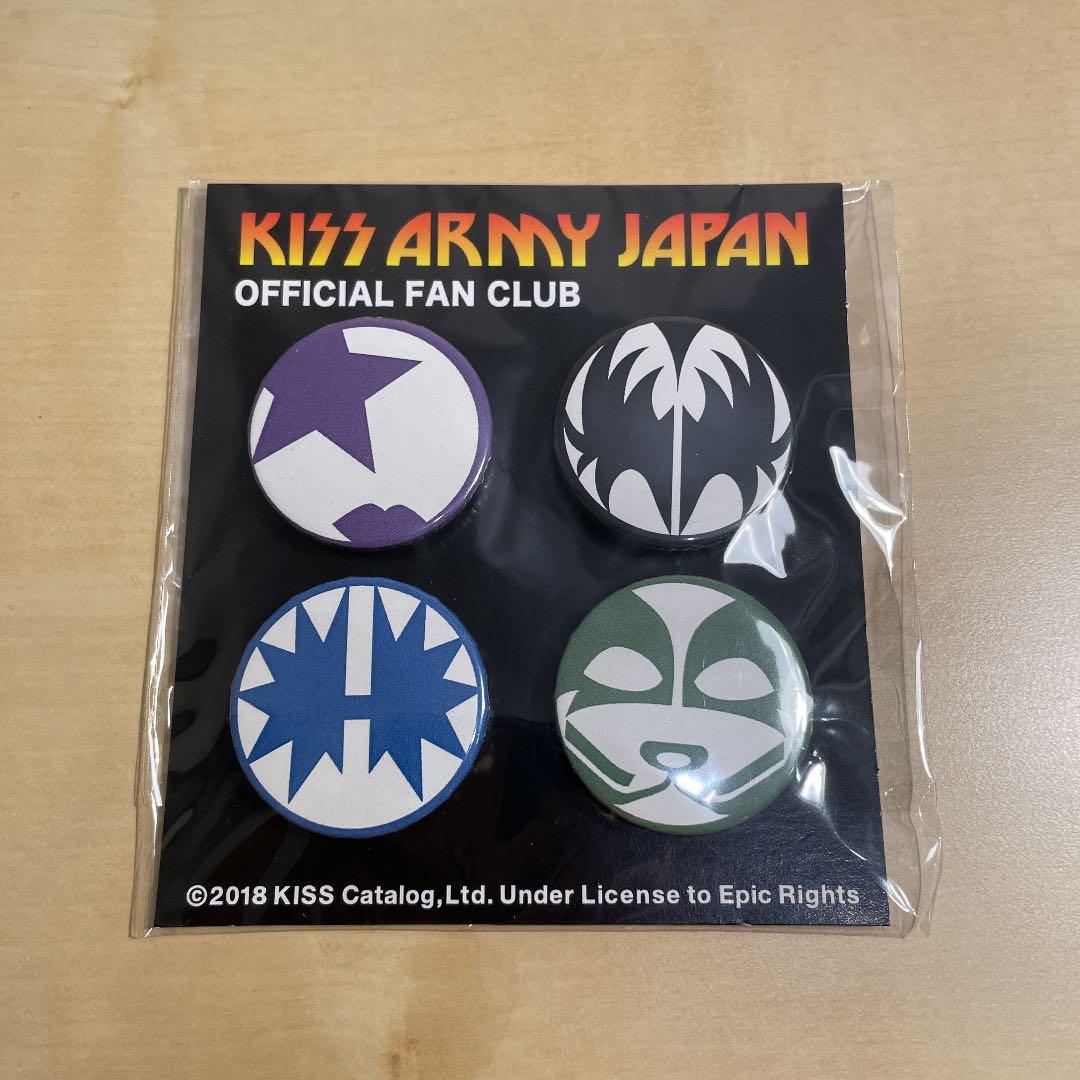 KISS ARMY JAPAN
OFFICIAL FAN CLUB
©2018 KISS Catalog,Ltd. Under License to Epic Rights